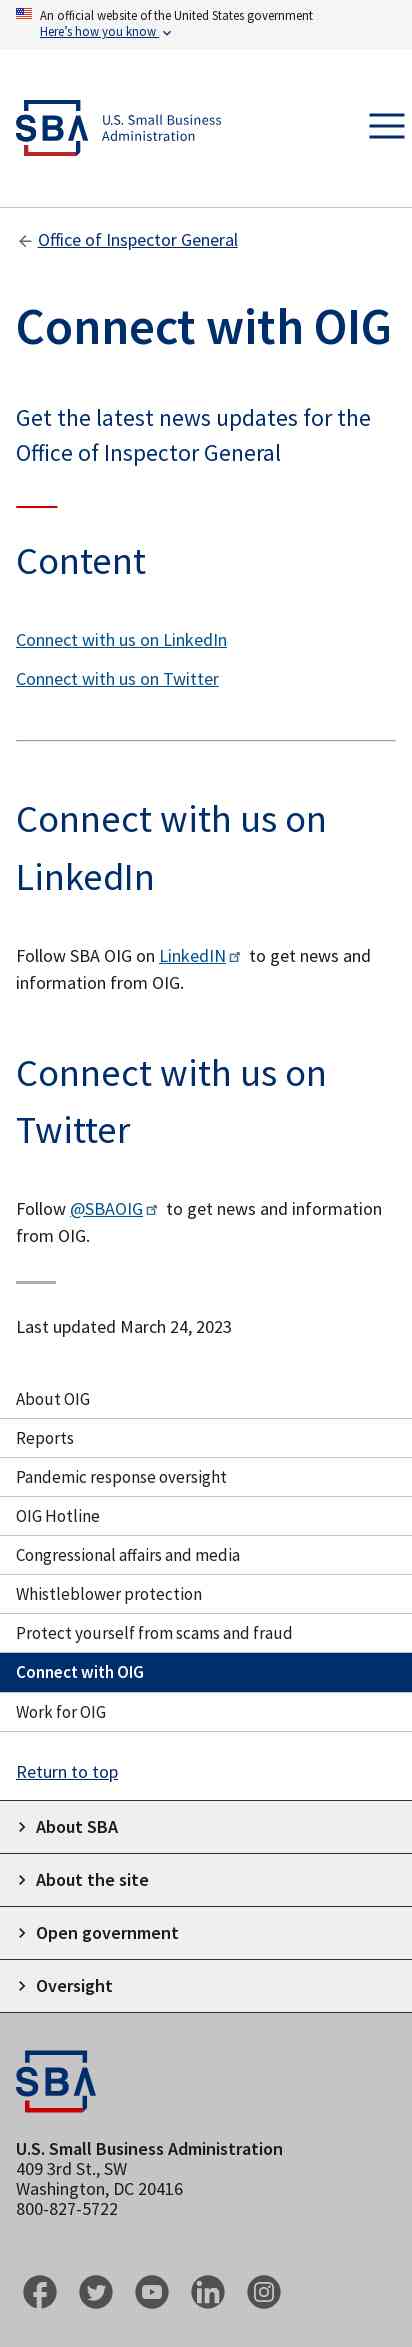 An official website of the United States government
Here's how you know
SBA U.S. Small Business
Administration
Office of Inspector General
Connect with OIG
Get the latest news updates for the
Office of Inspector General
Content
Connect with us on LinkedIn
Connect with us on Twitter
Connect with us on
LinkedIn
Follow SBA OIG on LinkedIN to get news and
information from OIG.
Connect with us on
Twitter
Follow @SBAOIG to get news and information
from OIG.
Last updated March 24, 2023
About OIG
Reports
Pandemic response oversight
OIG Hotline
Congressional affairs and media
Whistleblower protection
Protect yourself from scams and fraud
Connect with OIG
Work for OIG
Return to top
About SBA
About the site
Open government
Oversight
SBA
U.S. Small Business Administration
409 3rd St., SW
Washington, DC 20416
800-827-5722